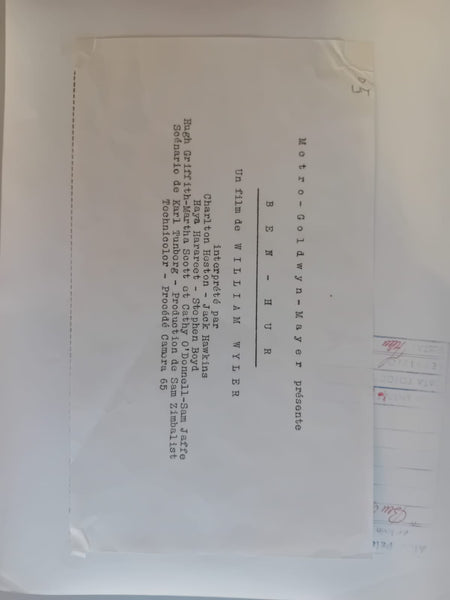 Metro-Goldwyn-Mayer présente
BEN - HUR
Un film de WILLIAM WYLER
interprété par
Charlton Heston - Jack Hawkins
Haya Harareet - Stephen Boyd
Hugh Griffith-Martha Scott et Cathy O'Donnell-Sam Jaffe
Scénario de Karl Tunberg - Production de Sam Zimbalist
Technicolor - Procédé Camera 65